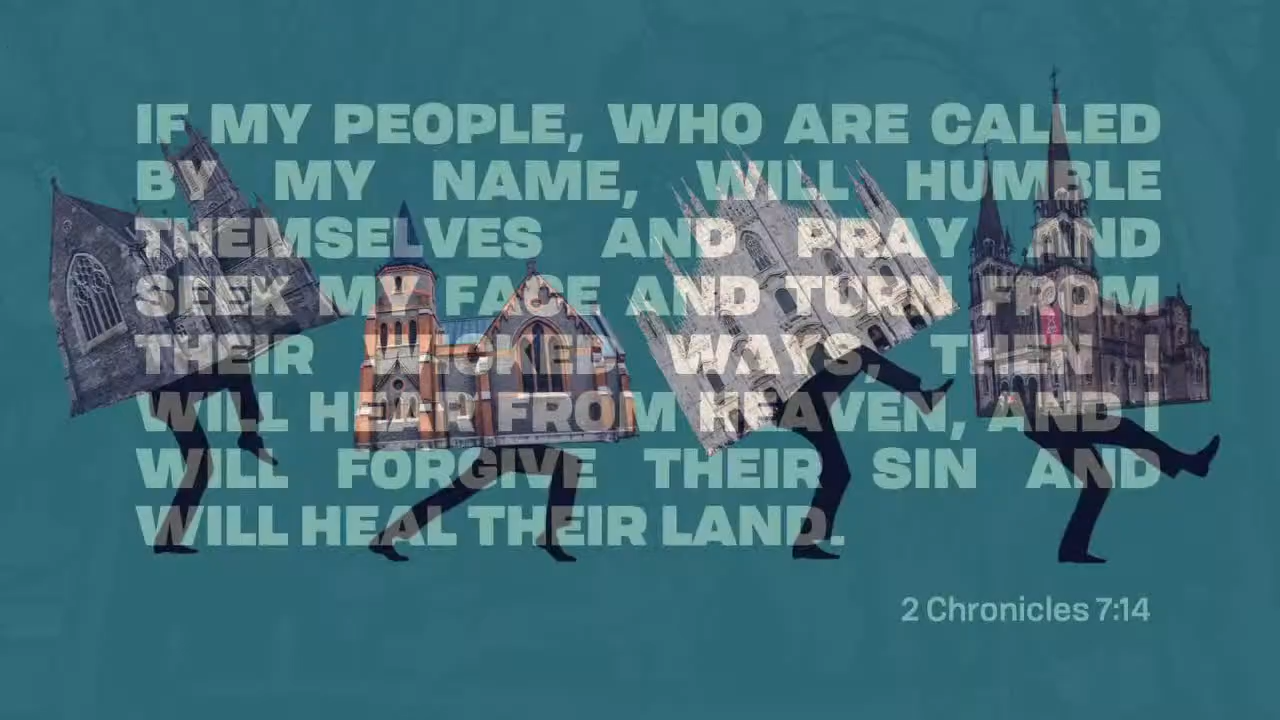 IF MY PEOPLE, WHO ARE CALLED
BY MY NAME, WILL HUMBLE
THEMSELVES AND PRAY AND
SEEK MY FACE AND TURN FROM
THEIR WICKED WAYS, THEN I
WILL HEAR FROM HEAVEN, AND I
WILL FORGIVE THEIR SIN AND
WILL HEAL THEIR LAND.
2 Chronicles 7:14